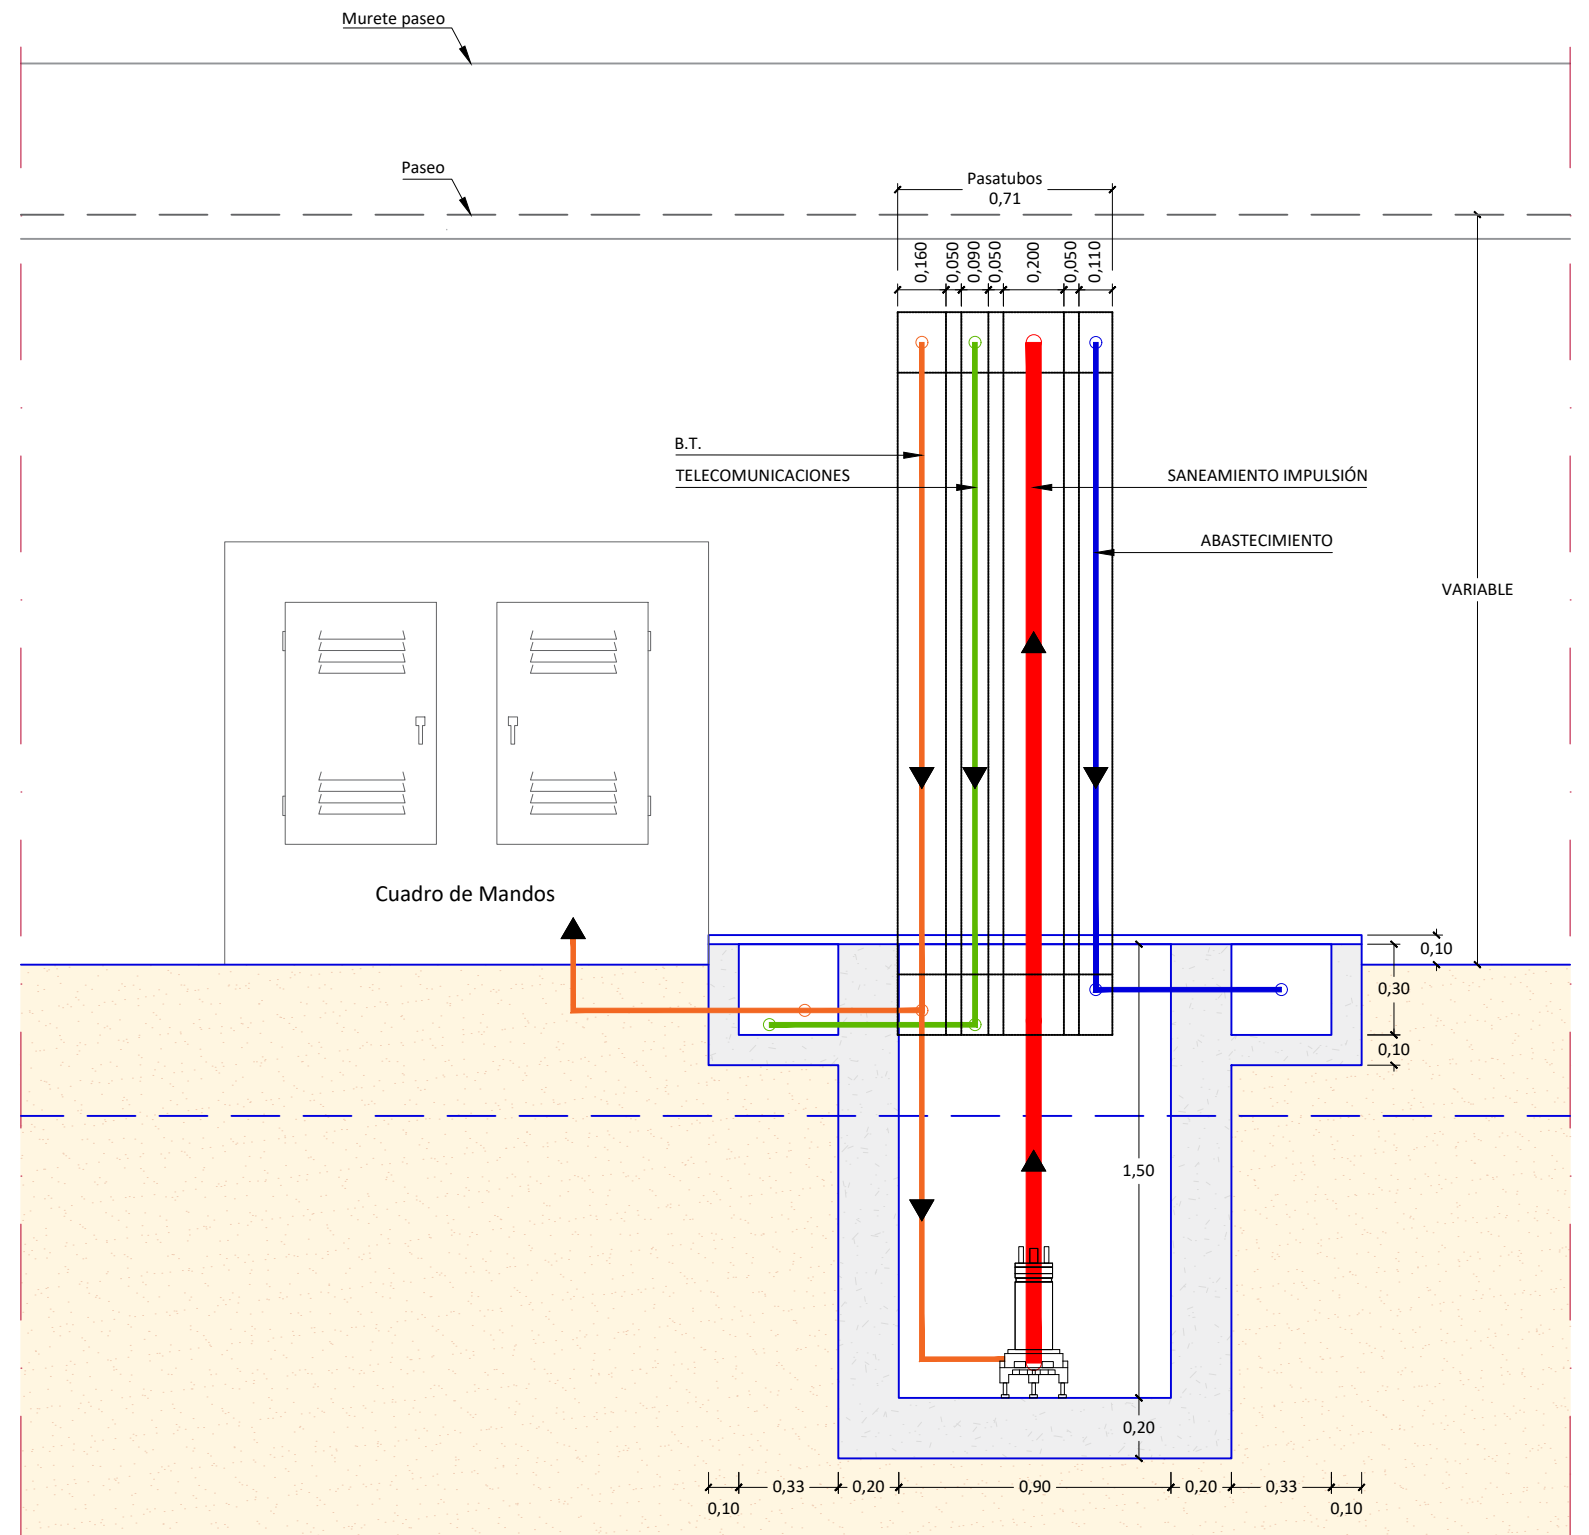 Murete paseo
Paseo
Pasatubos
0,71
0,160
0,050
0,090
0,050
0,200
0,050
0,110
B.T.
TELECOMUNICACIONES
SANEAMIENTO IMPULSIÓN
ABASTECIMIENTO
VARIABLE
Cuadro de Mandos
0,10
0,30
0,10
1,50
0,20
0,10
0,33
0,20
0,90
0,20
0,33
0,10